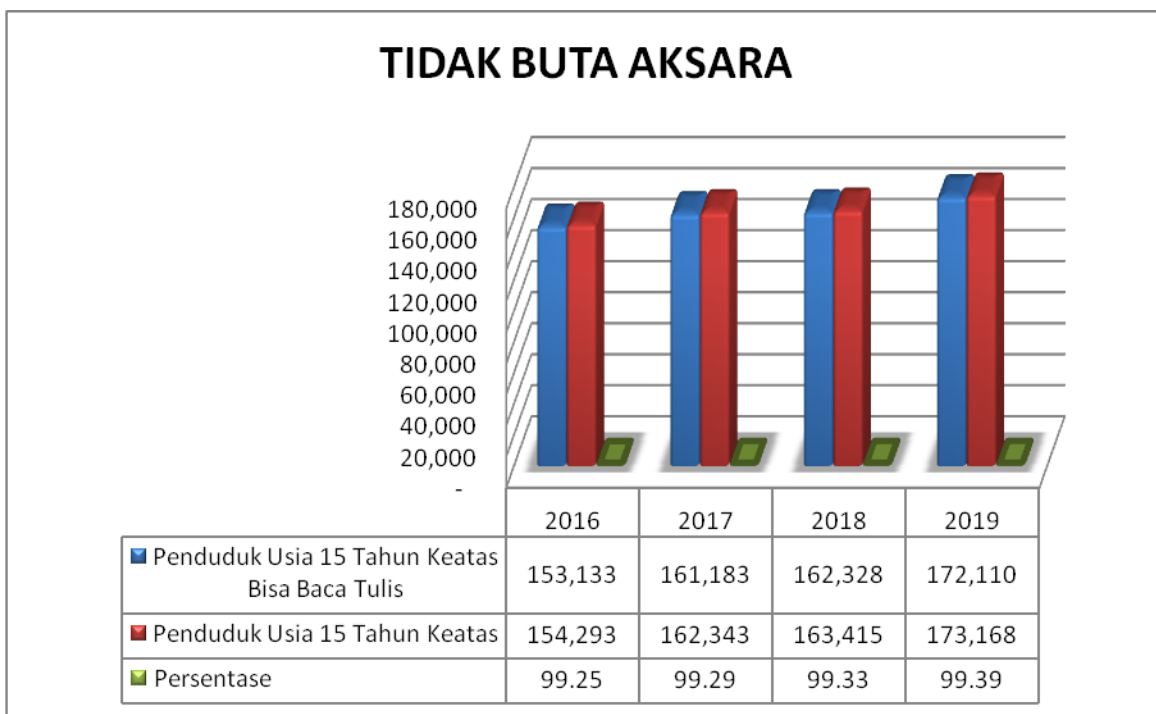 TIDAK BUTA AKSARA
180,000
160,000
140,000
120,000
100,000
80,000
60,000
40,000
20,000
-
2016 2017 2018 2019
Penduduk Usia 15 Tahun Keatas
Bisa Baca Tulis 153,133 161,183 162,328 172,110
Penduduk Usia 15 Tahun Keatas 154,293 162,343 163,415 173,168
Persentase 99.25 99.29 99.33 99.39